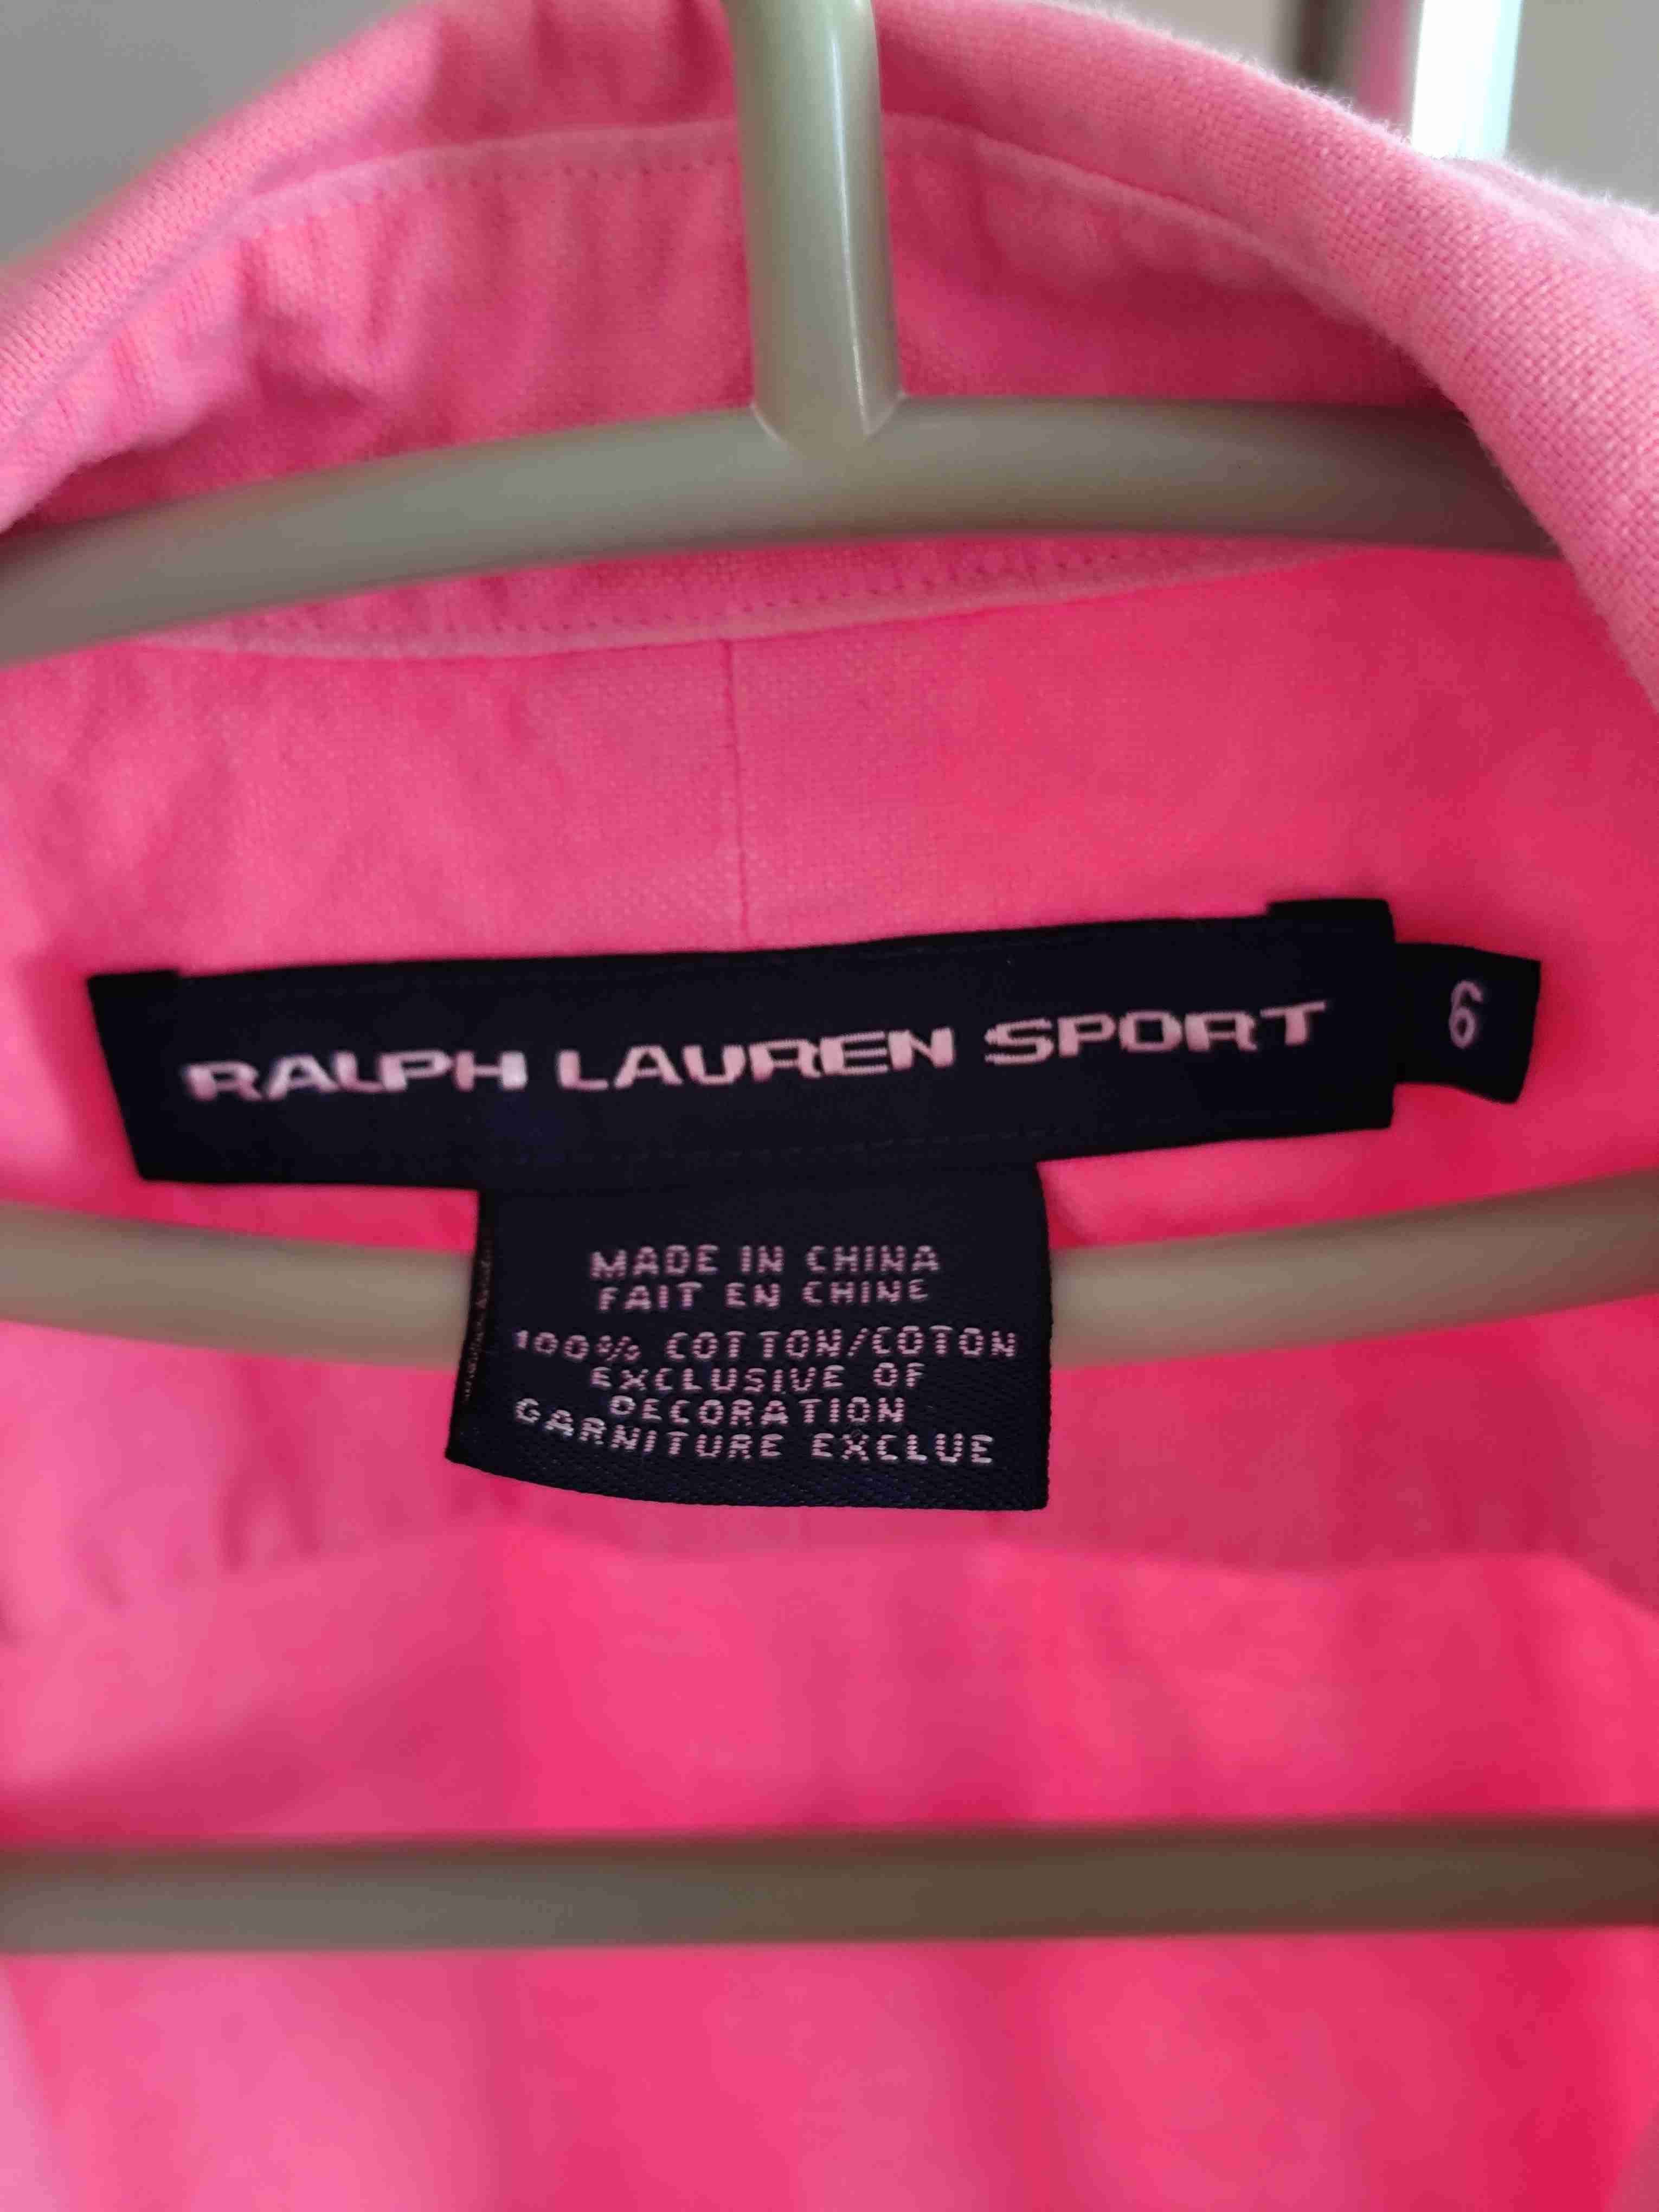 RALPH LAUREN SPORT
6
MADE IN CHINA
FAIT EN CHINE
100% COTTON/COTON
EXCLUSIVE OF
DECORATION
GARNITURE EXCLUE